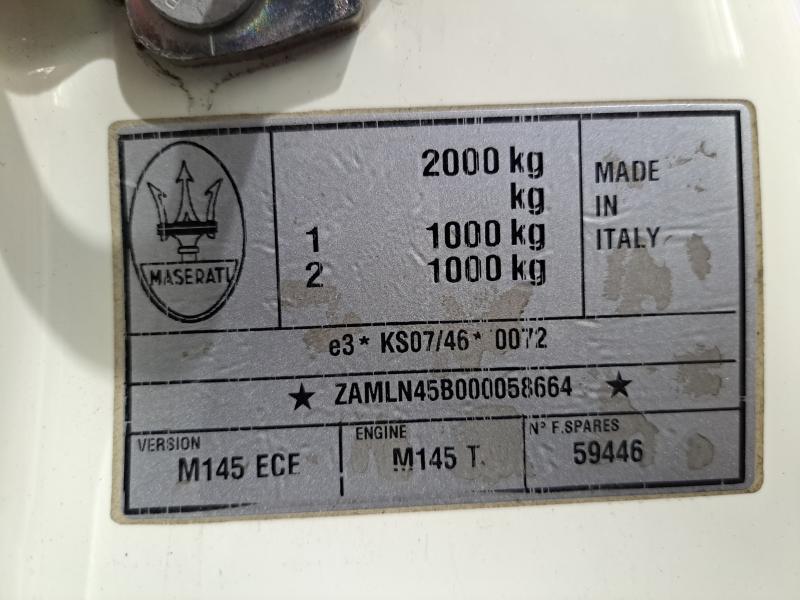 MASERATI
2000 kg
kg
1 1000 kg
2 1000 kg
MADE
IN
ITALY
e3* KS07/46* 0072
★ ZAMLN45B000058664 ★
VERSION
M145 ECE
ENGINE
M145 T.
Nº F.SPARES
59446